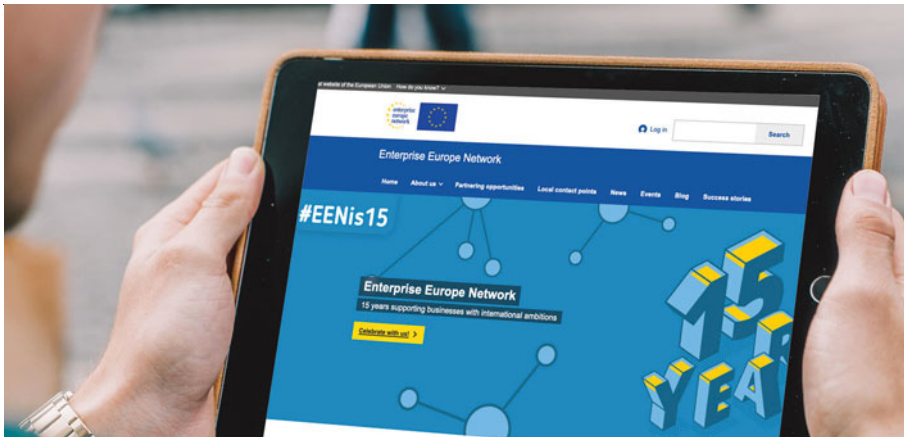 website of the European Union How do you know?
enterprise
europe
network
Log in
Search
Enterprise Europe Network
Home About us Partnering opportunities Local contact points News Events Blog Success stories
#EENis15
Enterprise Europe Network
15 years supporting businesses with international ambitions
Celebrate with us! >
15
YEA